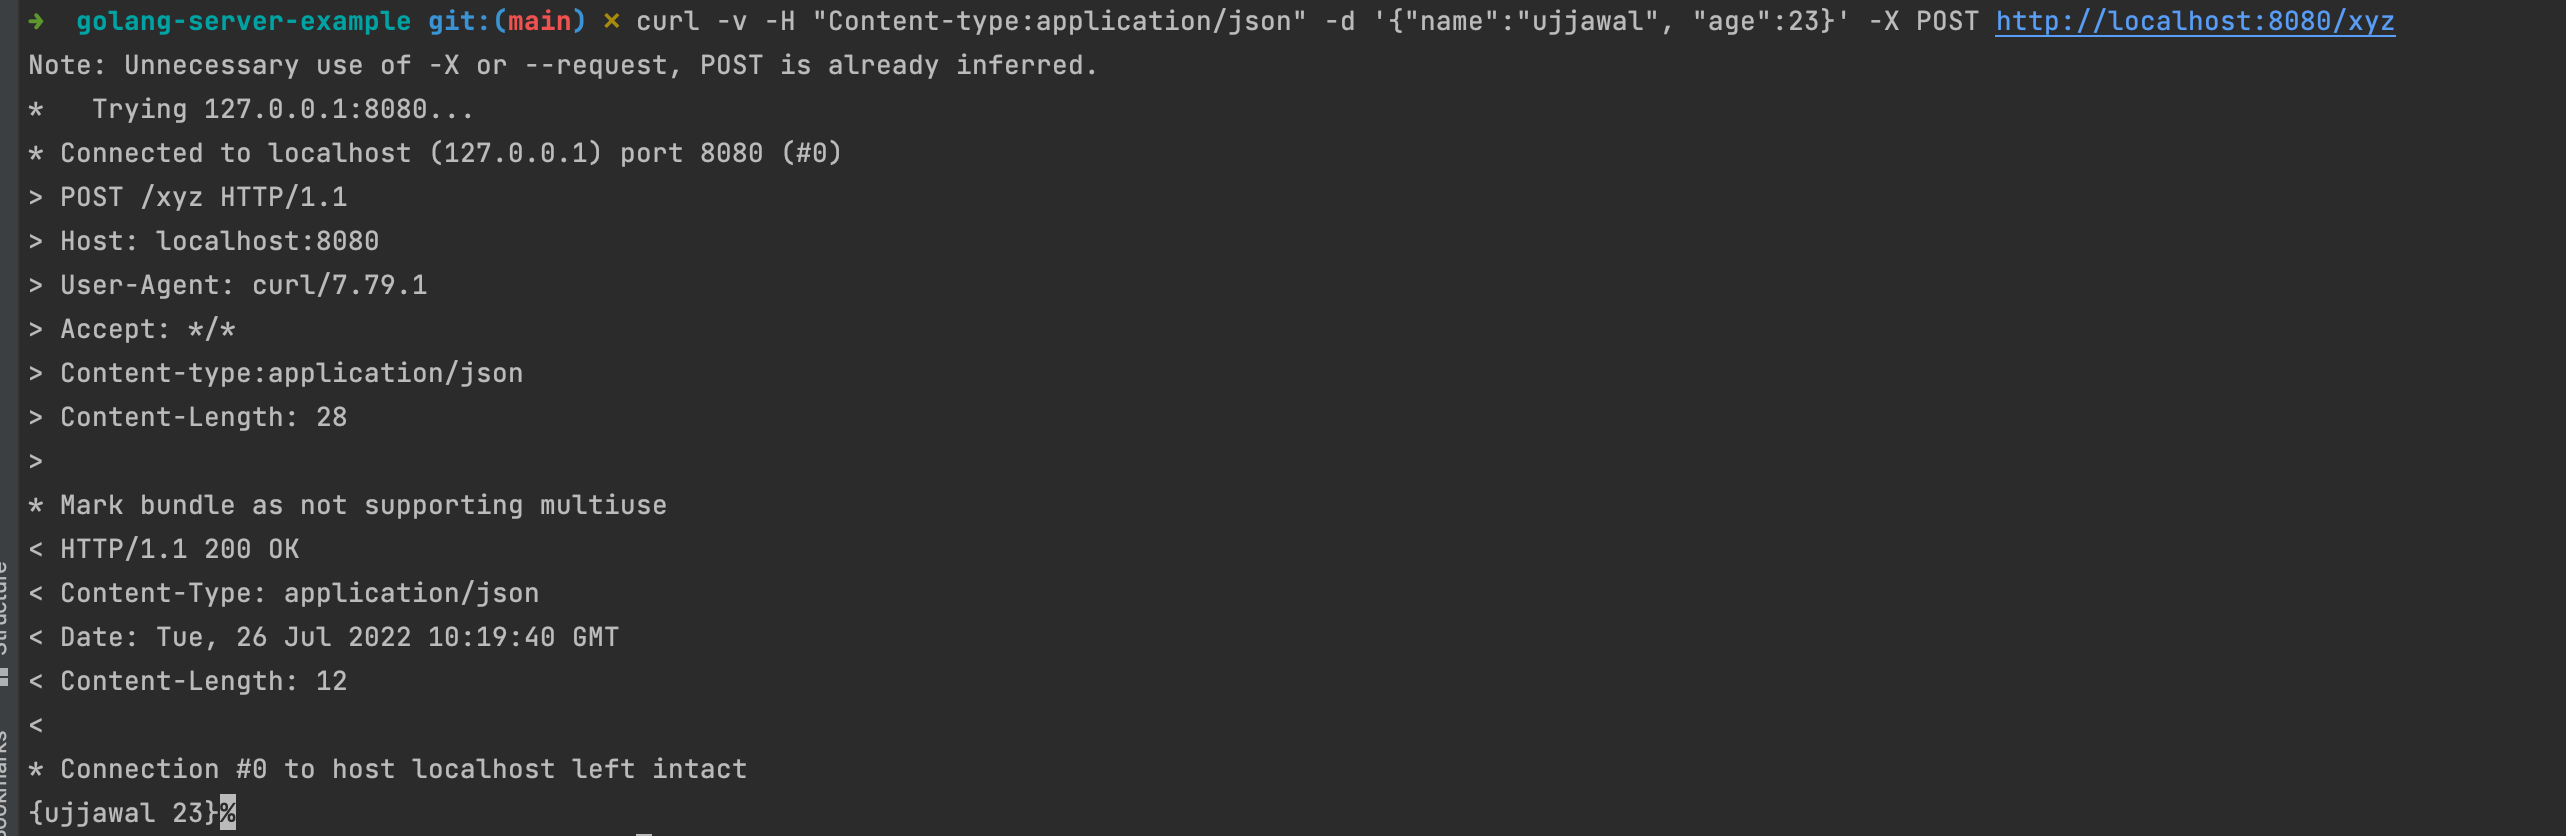 ➜  golang-server-example git:(main) ✗ curl -v -H "Content-type:application/json" -d '{"name":"ujjawal", "age":23}' -X POST http://localhost:8080/xyz
Note: Unnecessary use of -X or --request, POST is already inferred.
*   Trying 127.0.0.1:8080...
* Connected to localhost (127.0.0.1) port 8080 (#0)
> POST /xyz HTTP/1.1
> Host: localhost:8080
> User-Agent: curl/7.79.1
> Accept: */*
> Content-type:application/json
> Content-Length: 28
>
* Mark bundle as not supporting multiuse
< HTTP/1.1 200 OK
< Content-Type: application/json
< Date: Tue, 26 Jul 2022 10:19:40 GMT
< Content-Length: 12
<
* Connection #0 to host localhost left intact
{ujjawal 23}%
Structure